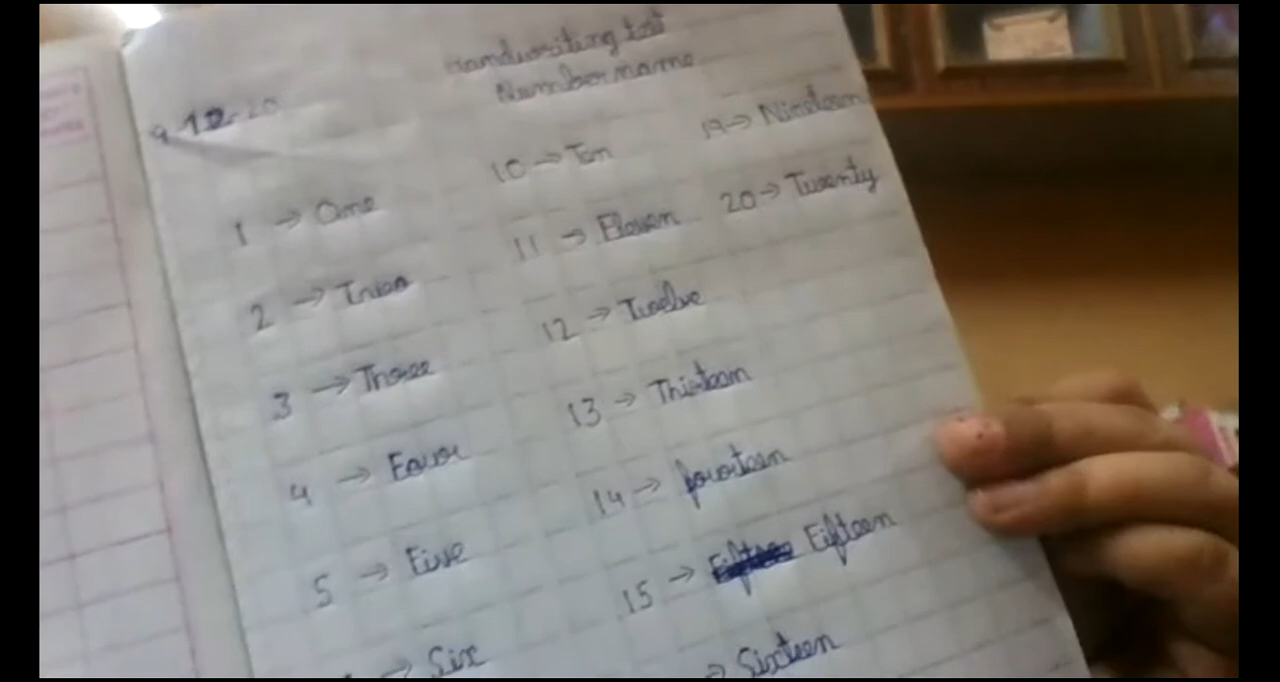 Handwriting test
Number name
9-12-20
1 → One
2 → Two
3 → Three
4 → Four
5 → Five
→ Six
10 → Ten
11 → Eleven
12 → Twelve
13 → Thirteen
14 → fourteen
15 → Fifteen
→ Sixteen
19 → Nineteen
20 → Twenty